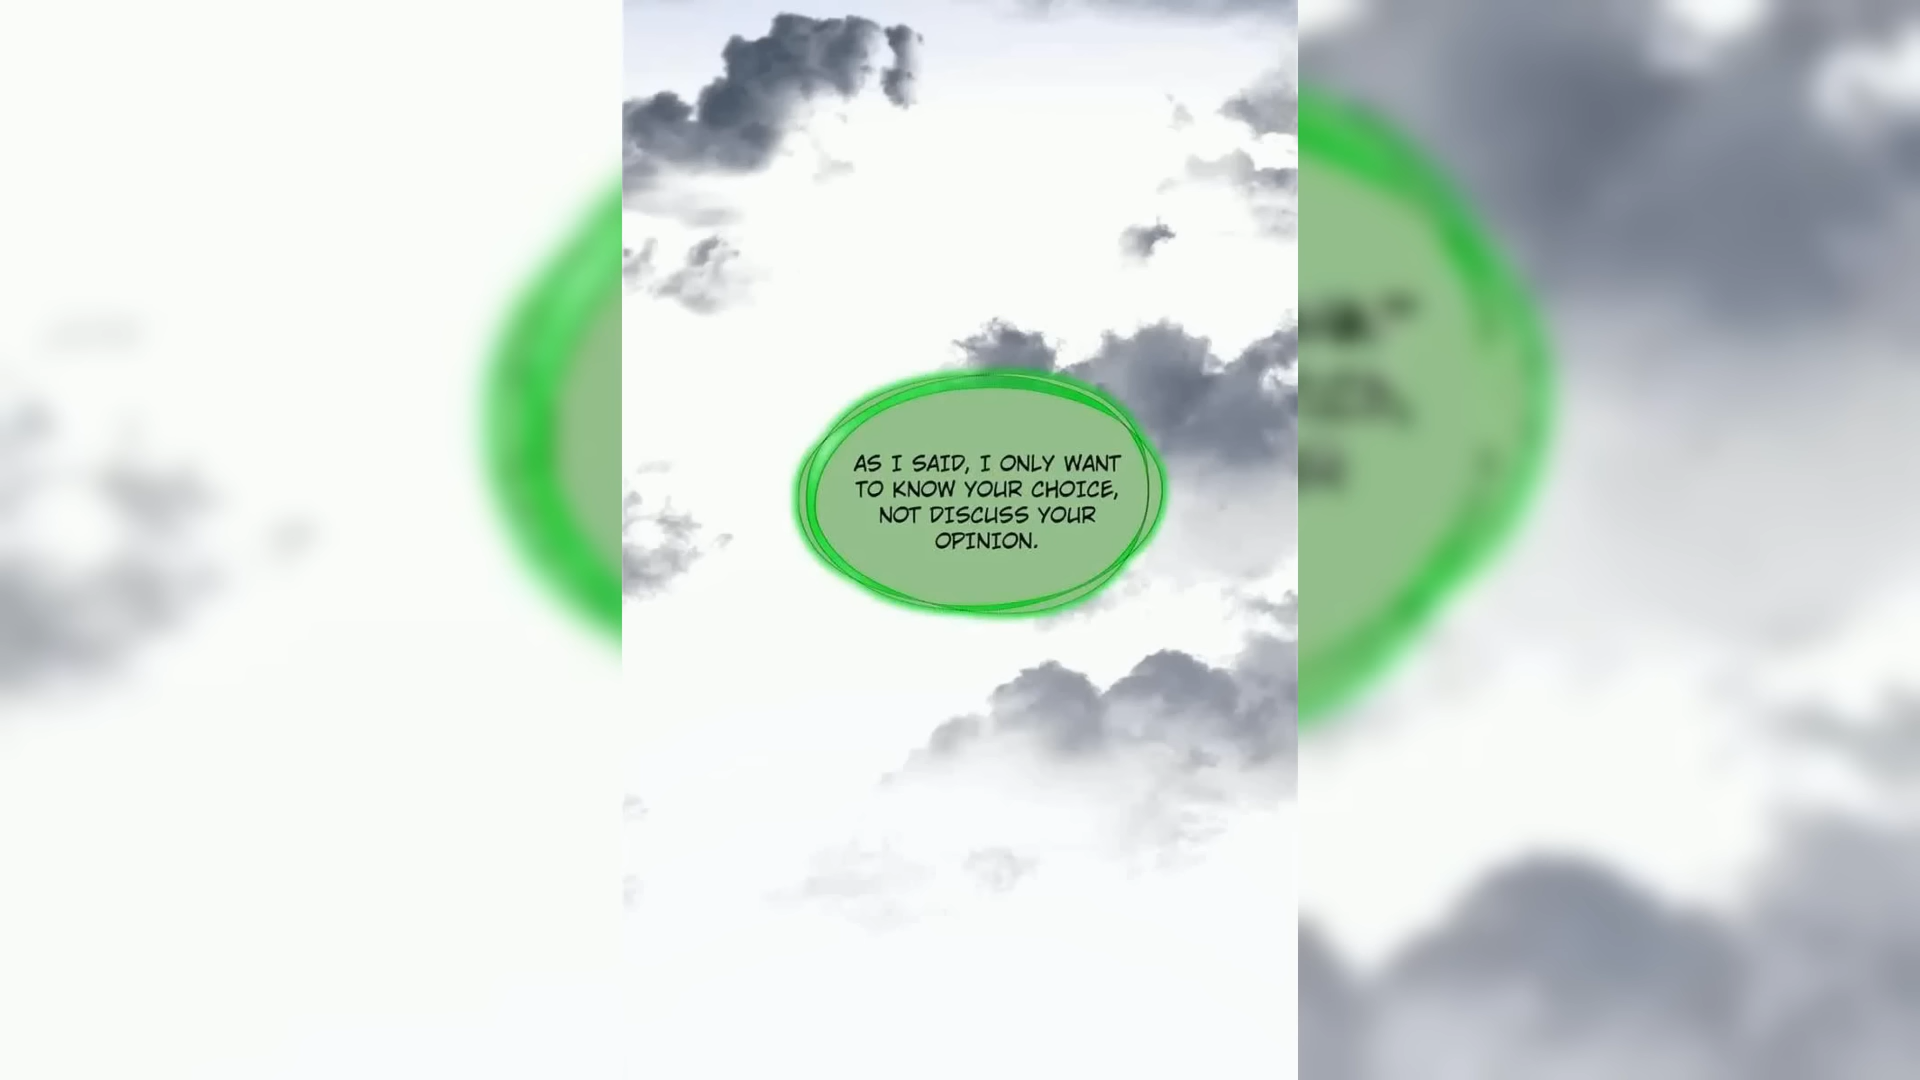 AS I SAID, I ONLY WANT
TO KNOW YOUR CHOICE,
NOT DISCUSS YOUR
OPINION.